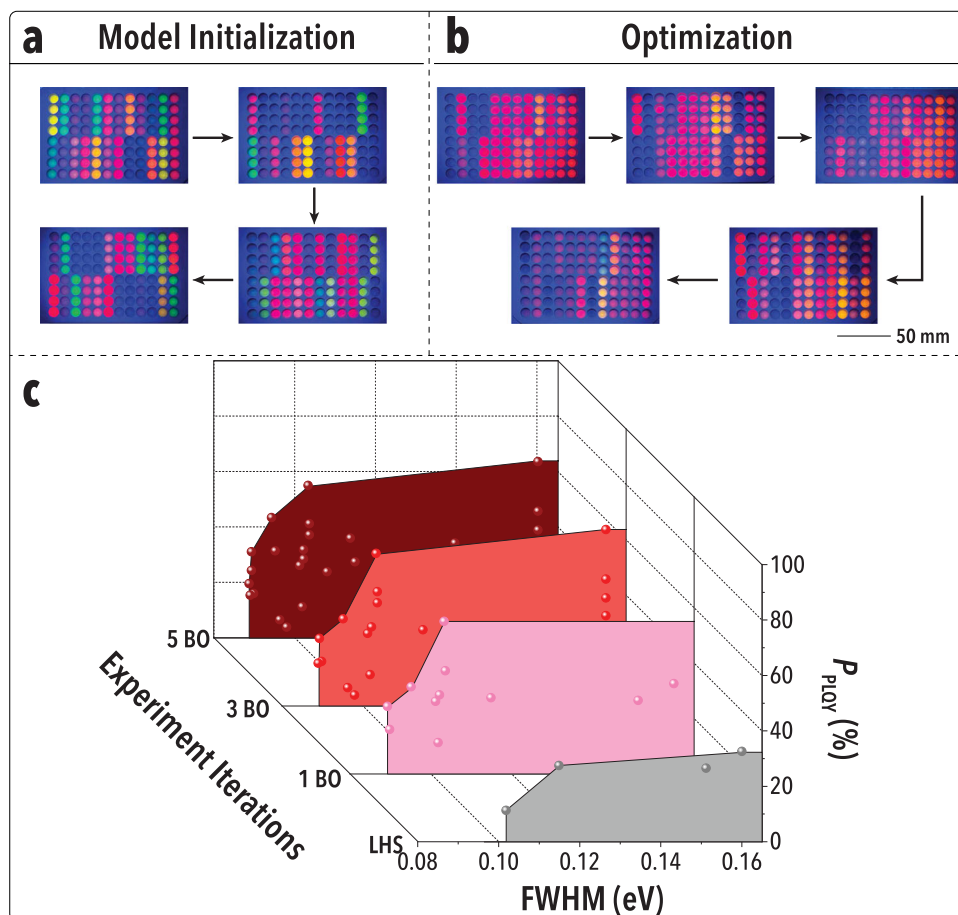 a Model Initialization
b Optimization
50 mm
c
100
80
60
40
20
0
P PLQY (%)
5 BO
3 BO
1 BO
LHS
Experiment Iterations
0.08 0.10 0.12 0.14 0.16
FWHM (eV)